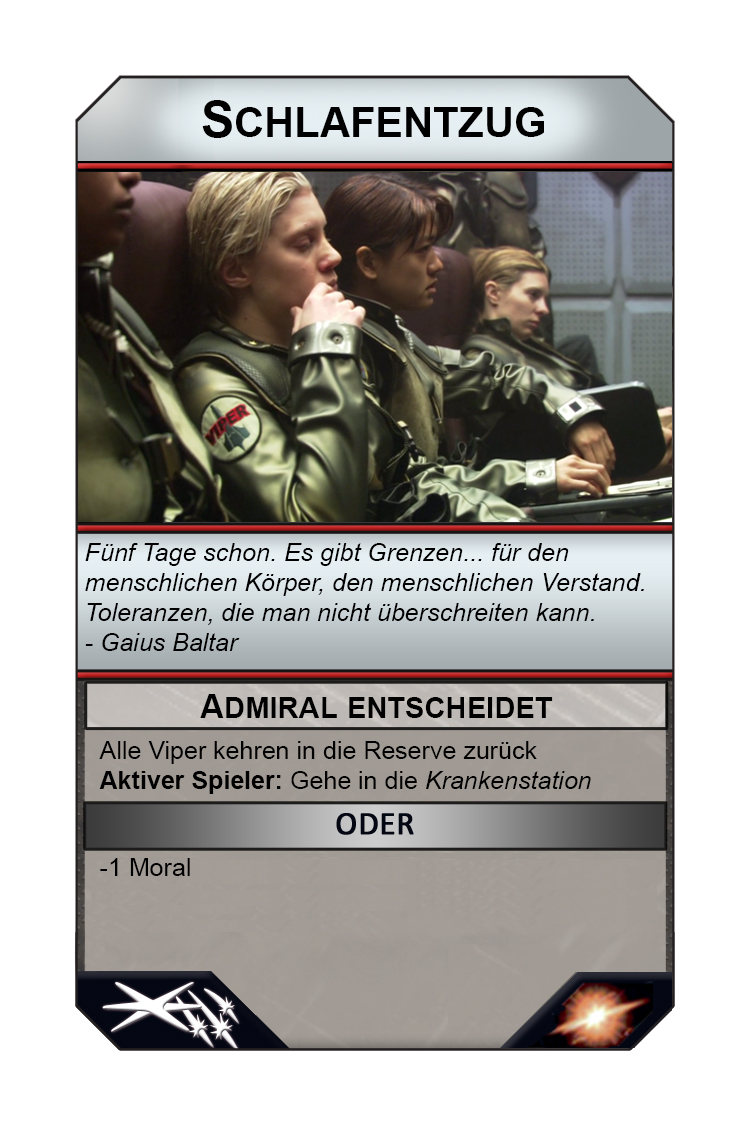 SCHLAFENTZUG
VIPER
Fünf Tage schon. Es gibt Grenzen... für den
menschlichen Körper, den menschlichen Verstand.
Toleranzen, die man nicht überschreiten kann.
- Gaius Baltar
ADMIRAL ENTSCHEIDET
Alle Viper kehren in die Reserve zurück
Aktiver Spieler: Gehe in die Krankenstation
ODER
-1 Moral